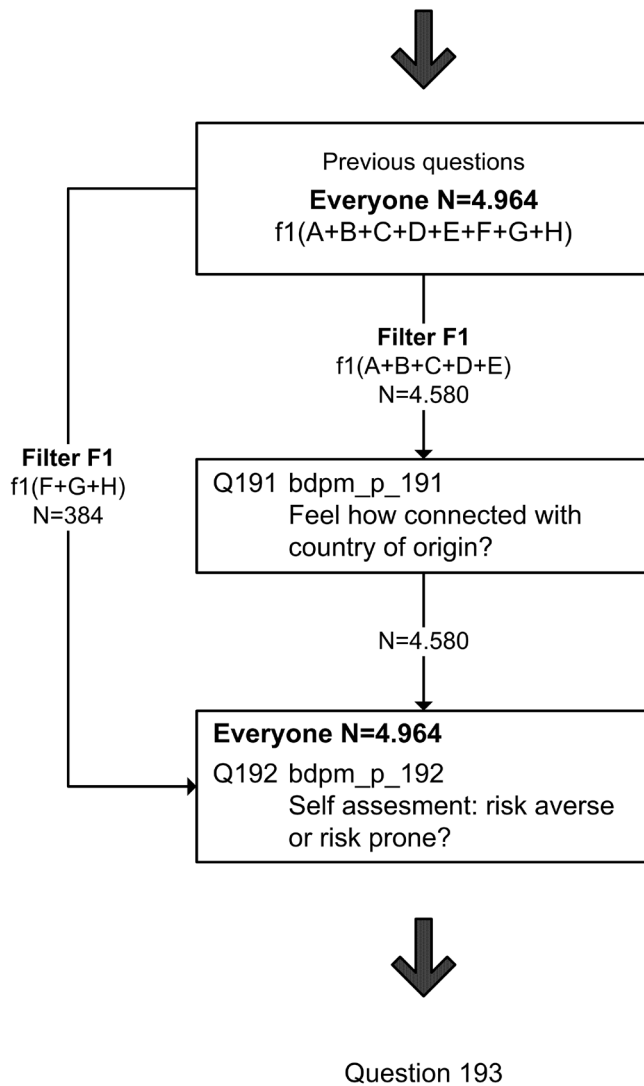 Previous questions
Everyone N=4.964
f1(A+B+C+D+E+F+G+H)
Filter F1
f1(A+B+C+D+E)
N=4.580
Filter F1
f1(F+G+H)
N=384
Q191 bdpm_p_191
Feel how connected with
country of origin?
N=4.580
Everyone N=4.964
Q192 bdpm_p_192
Self assesment: risk averse
or risk prone?
Question 193